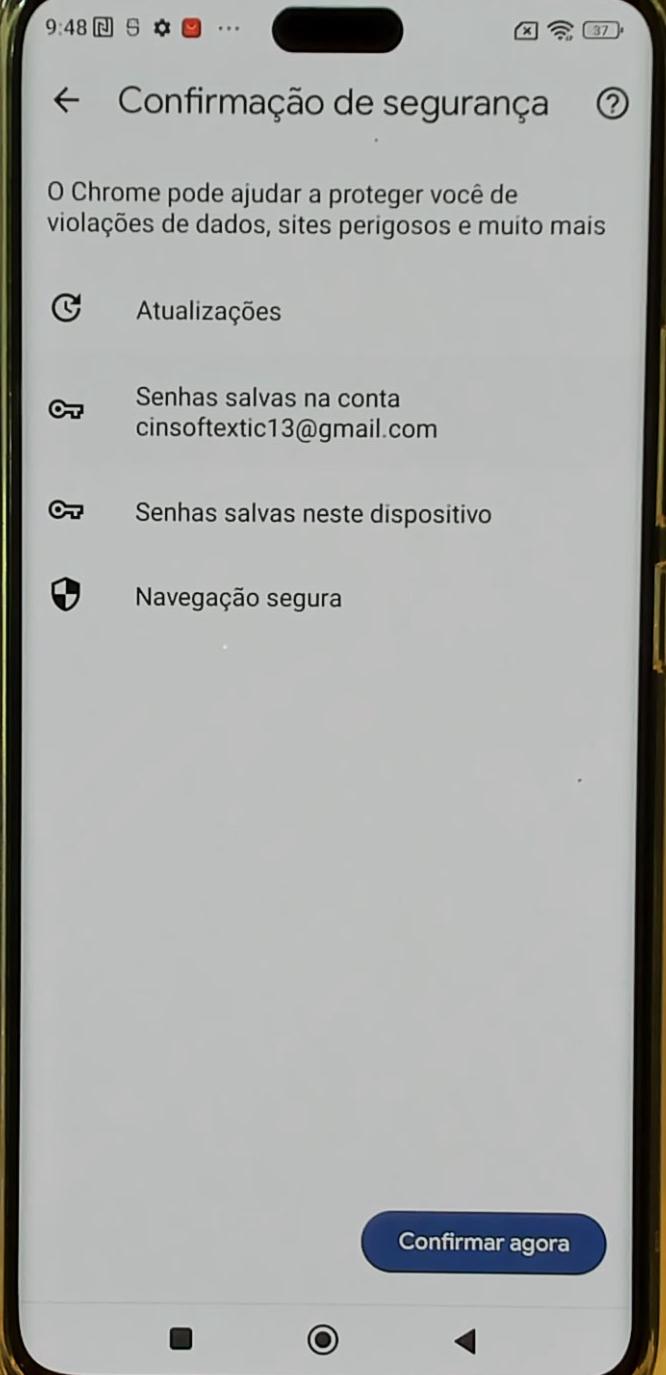 9:48
37
Confirmação de segurança
O Chrome pode ajudar a proteger você de
violações de dados, sites perigosos e muito mais
Atualizações
Senhas salvas na conta
cinsoftextic13@gmail.com
Senhas salvas neste dispositivo
Navegação segura
Confirmar agora